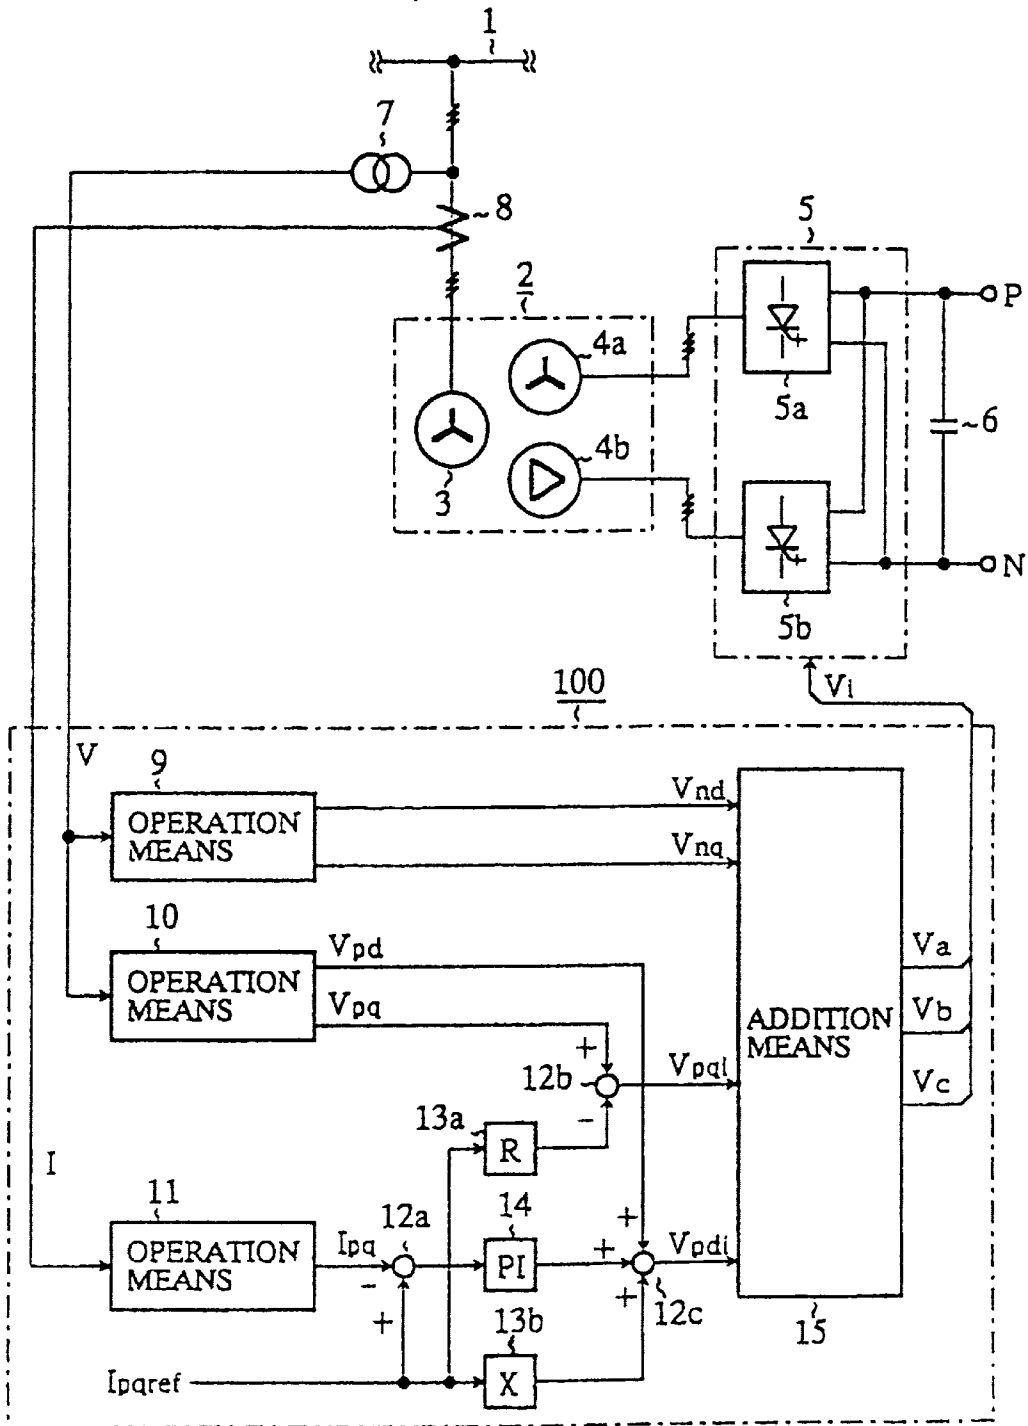 1
7
8
2
5
4a
P
5a
6
3
4b
N
5b
Vi
100
V
9
Vnd
OPERATION
MEANS
Vnq
10
Vpd
OPERATION
MEANS
Vpq
Va
ADDITION
MEANS
Vb
+
12b
Vpqi
Vc
-
13a
R
I
11
12a
14
+
Vpdi
OPERATION
MEANS
Ipq
-
PI
+
+
12c
+
13b
15
Ipqref
X